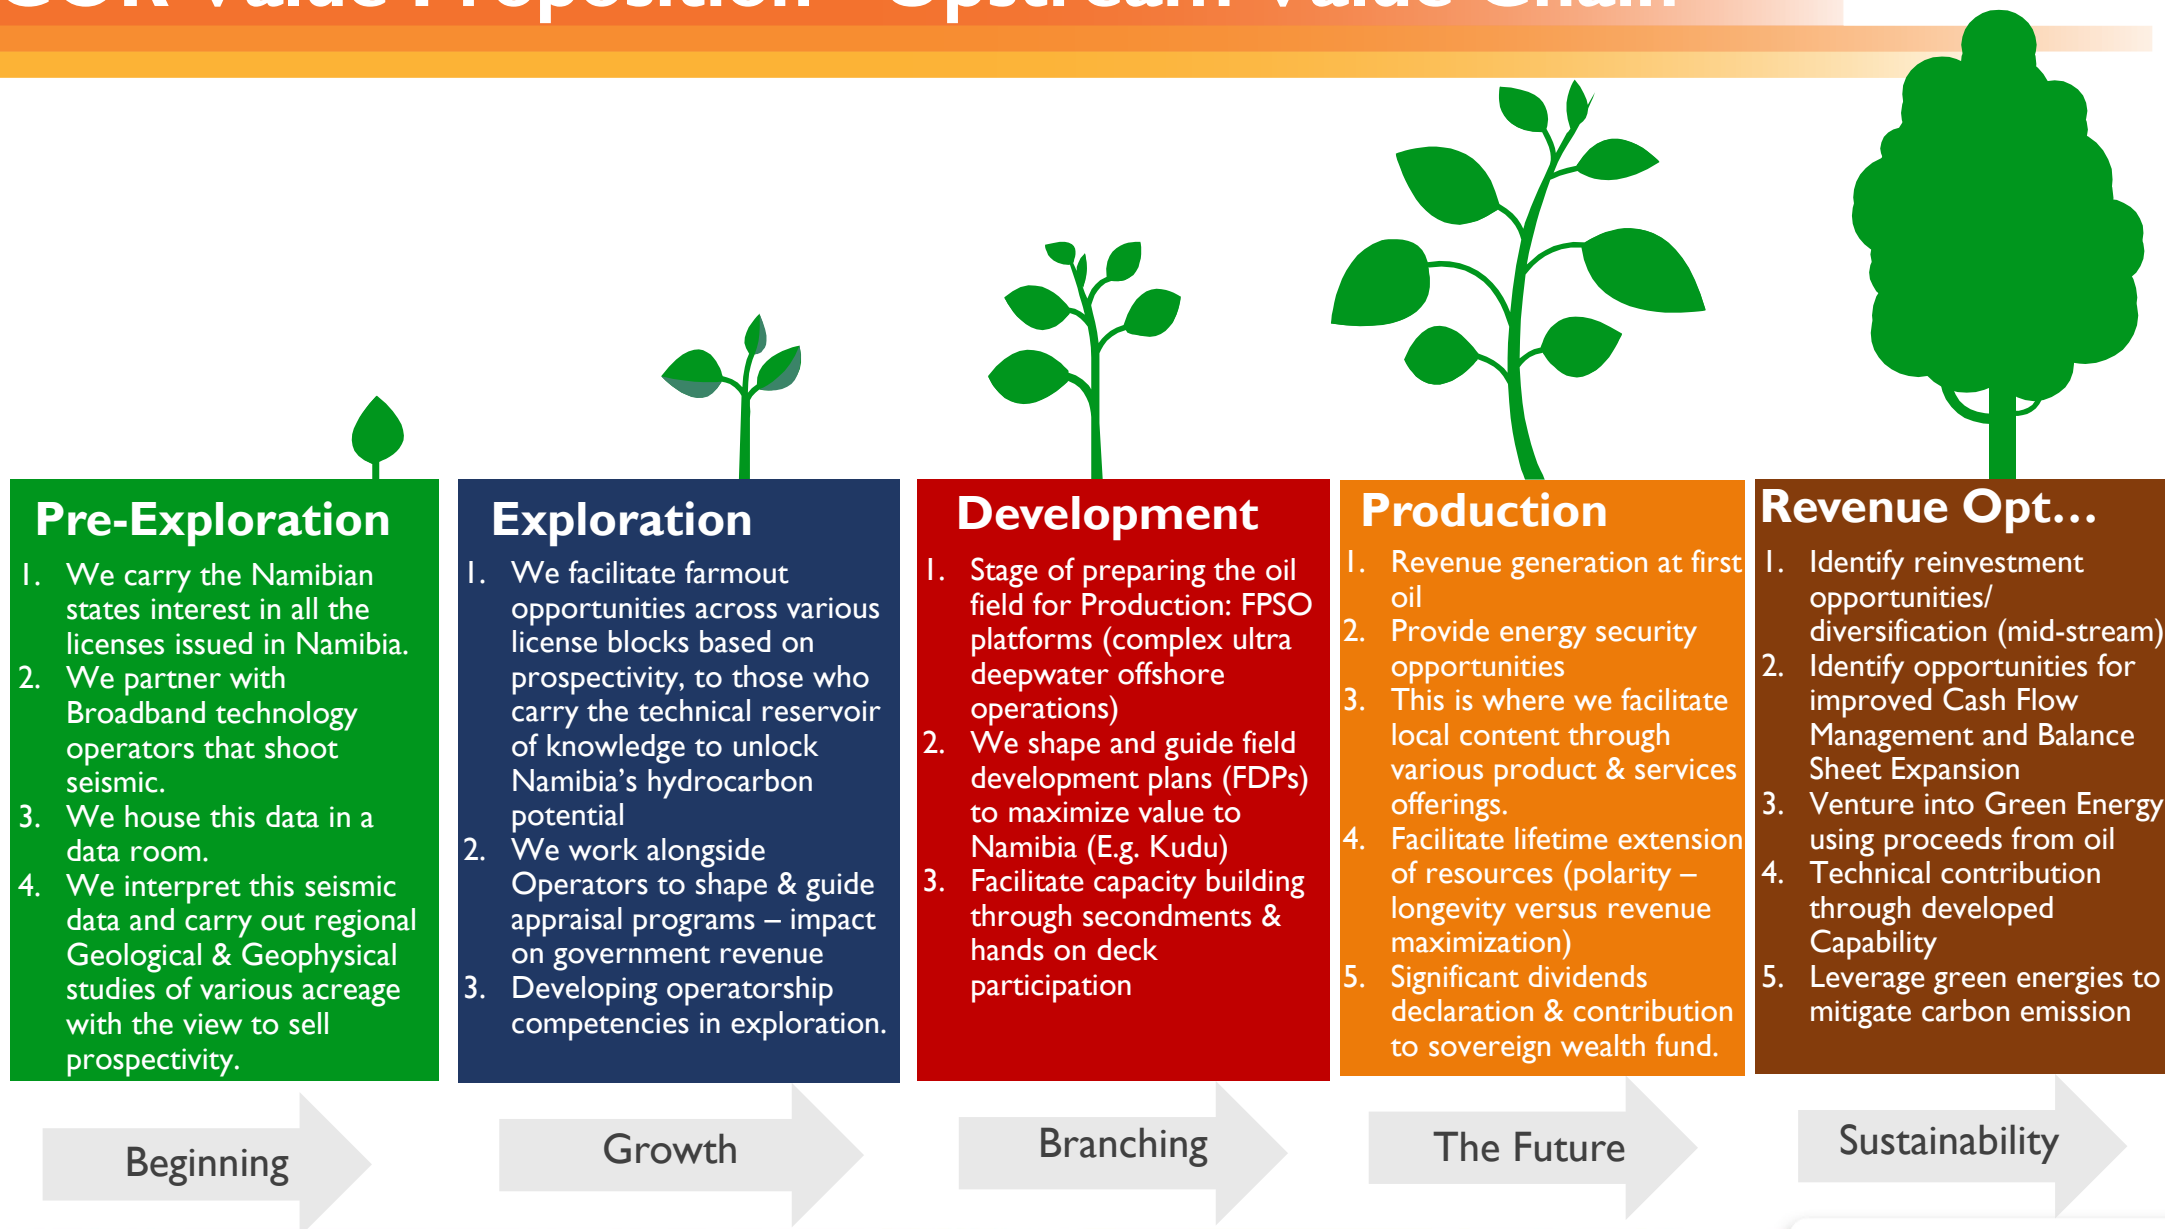 COR Value Proposition - Upstream Value Chain
Pre-Exploration
1. We carry the Namibian
states interest in all the
licenses issued in Namibia.
2. We partner with
Broadband technology
operators that shoot
seismic.
3. We house this data in a
data room.
4. We interpret this seismic
data and carry out regional
Geological & Geophysical
studies of various acreage
with the view to sell
prospectivity.
Exploration
1. We facilitate farmout
opportunities across various
license blocks based on
prospectivity, to those who
carry the technical reservoir
of knowledge to unlock
Namibia’s hydrocarbon
potential
2. We work alongside
Operators to shape & guide
appraisal programs – impact
on government revenue
3. Developing operatorship
competencies in exploration.
Development
1. Stage of preparing the oil
field for Production: FPSO
platforms (complex ultra
deepwater offshore
operations)
2. We shape and guide field
development plans (FDPs)
to maximize value to
Namibia (E.g. Kudu)
3. Facilitate capacity building
through secondments &
hands on deck
participation
Production
1. Revenue generation at first
oil
2. Provide energy security
opportunities
3. This is where we facilitate
local content through
various product & services
offerings.
4. Facilitate lifetime extension
of resources (polarity –
longevity versus revenue
maximization)
5. Significant dividends
declaration & contribution
to sovereign wealth fund.
Revenue Opt...
1. Identify reinvestment
opportunities/
diversification (mid-stream)
2. Identify opportunities for
improved Cash Flow
Management and Balance
Sheet Expansion
3. Venture into Green Energy
using proceeds from oil
4. Technical contribution
through developed
Capability
5. Leverage green energies to
mitigate carbon emission
Beginning
Growth
Branching
The Future
Sustainability